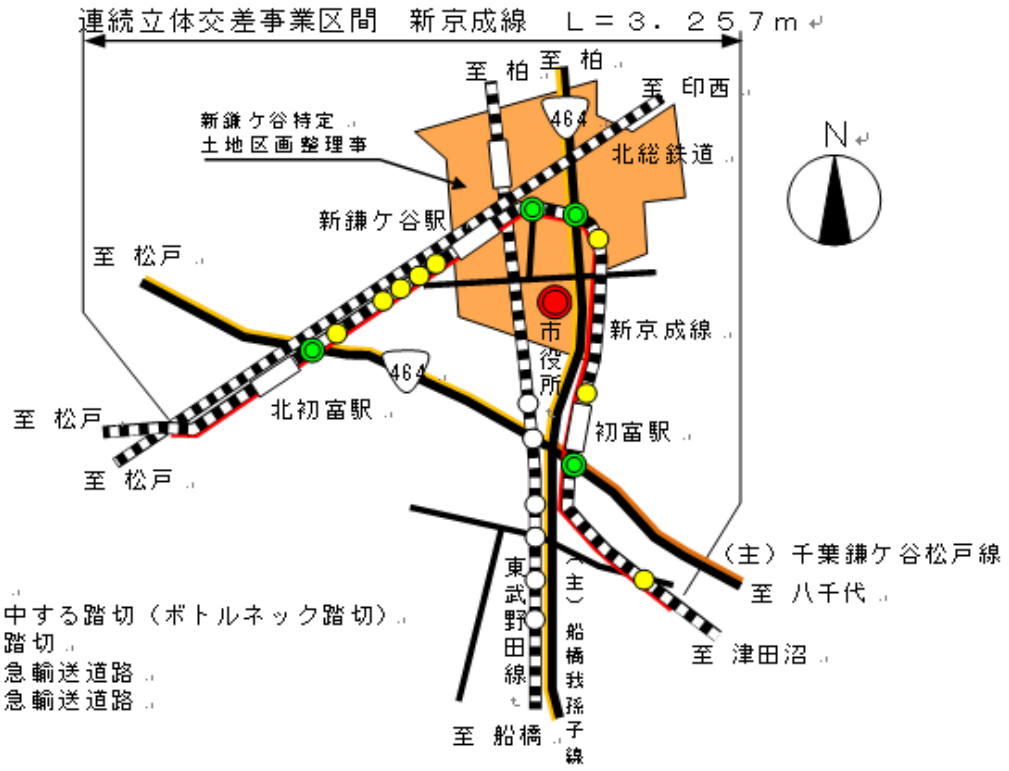 連続立体交差事業区間　新京成線　Ｌ＝３．２５７ｍ
至 柏
至 柏
至 印西
464
新鎌ケ谷特定
土地区画整理事
北総鉄道
N
新鎌ケ谷駅
至 松戸
市役所
新京成線
464
至 松戸
北初富駅
初富駅
至 松戸
（主）千葉鎌ケ谷松戸線
至 八千代
東武野田線
（主）船橋我孫子線
中する踏切（ボトルネック踏切）
踏切
急輸送道路
急輸送道路
至 津田沼
至 船橋